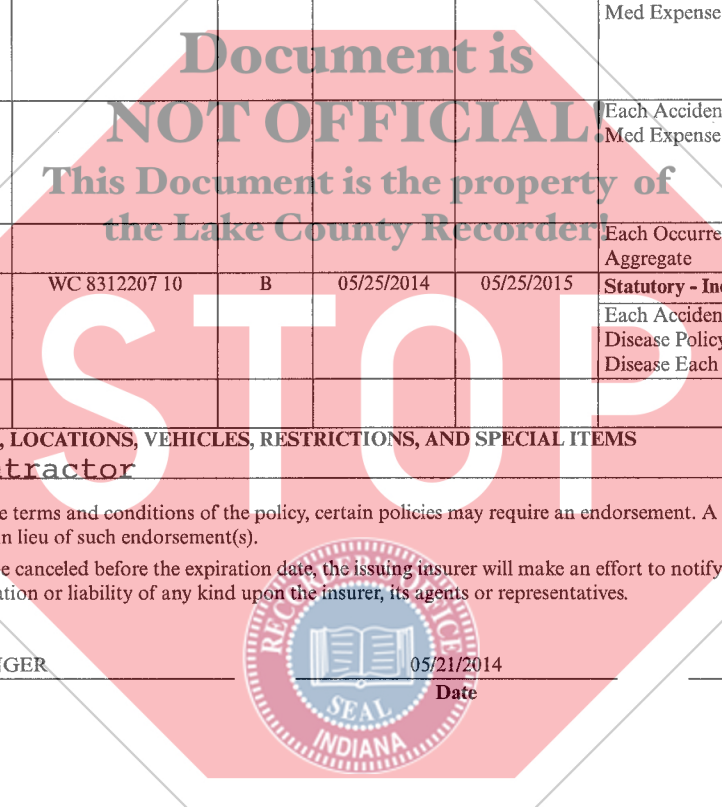 Med Expense
Document is
NOT OFFICIAL!
Each Acciden
Med Expense
This Document is the property of
the Lake County Recorder!
Each Occurre
Aggregate
WC 8312207 10 B 05/25/2014 05/25/2015 Statutory - In
Each Acciden
Disease Policy
Disease Each
STOP
, LOCATIONS, VEHICLES, RESTRICTIONS, AND SPECIAL ITEMS
tractor
e terms and conditions of the policy, certain policies may require an endorsement. A
in lieu of such endorsement(s).
e canceled before the expiration date, the issuing insurer will make an effort to notify
ation or liability of any kind upon the insurer, its agents or representatives.
NGER 05/21/2014
Date
RECORDER'S OFFICE
SEAL
INDIANA